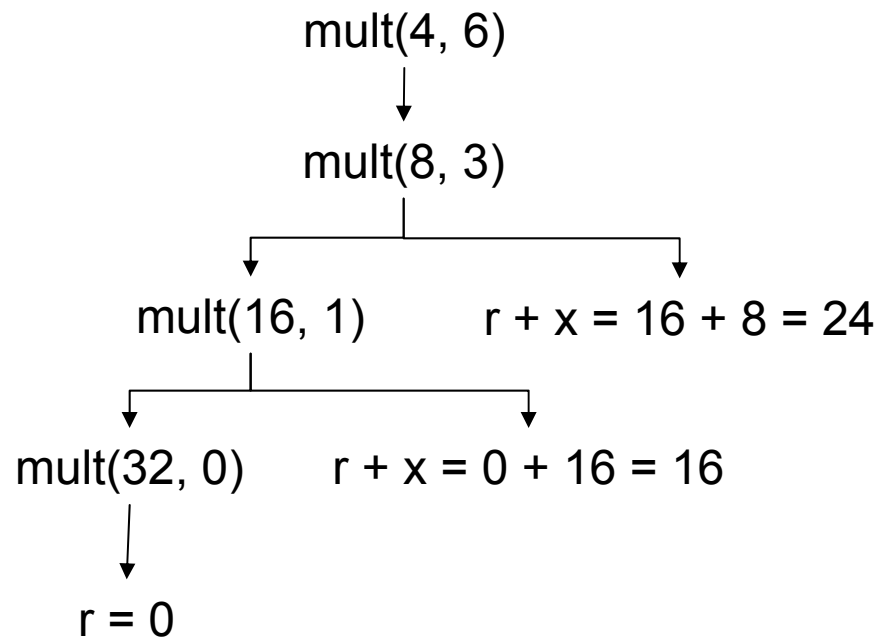 mult(4, 6)
mult(8, 3)
mult(16, 1)
r + x = 16 + 8 = 24
mult(32, 0)
r + x = 0 + 16 = 16
r = 0